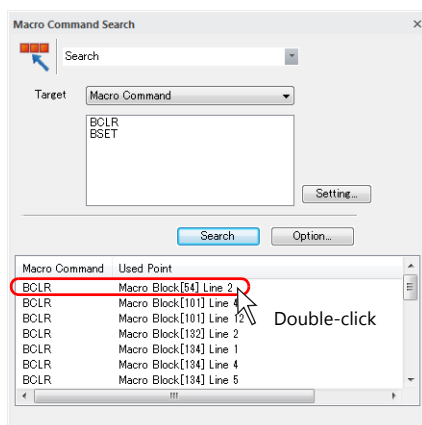 Macro Command Search
Search
Target Macro Command
BCLR
BSET
Setting...
Search Option...
Macro Command Used Point
BCLR Macro Block[54] Line 2
BCLR Macro Block[101] Line 4
BCLR Macro Block[101] Line 12
BCLR Macro Block[132] Line 2
BCLR Macro Block[134] Line 1
BCLR Macro Block[134] Line 4
BCLR Macro Block[134] Line 5
Double-click